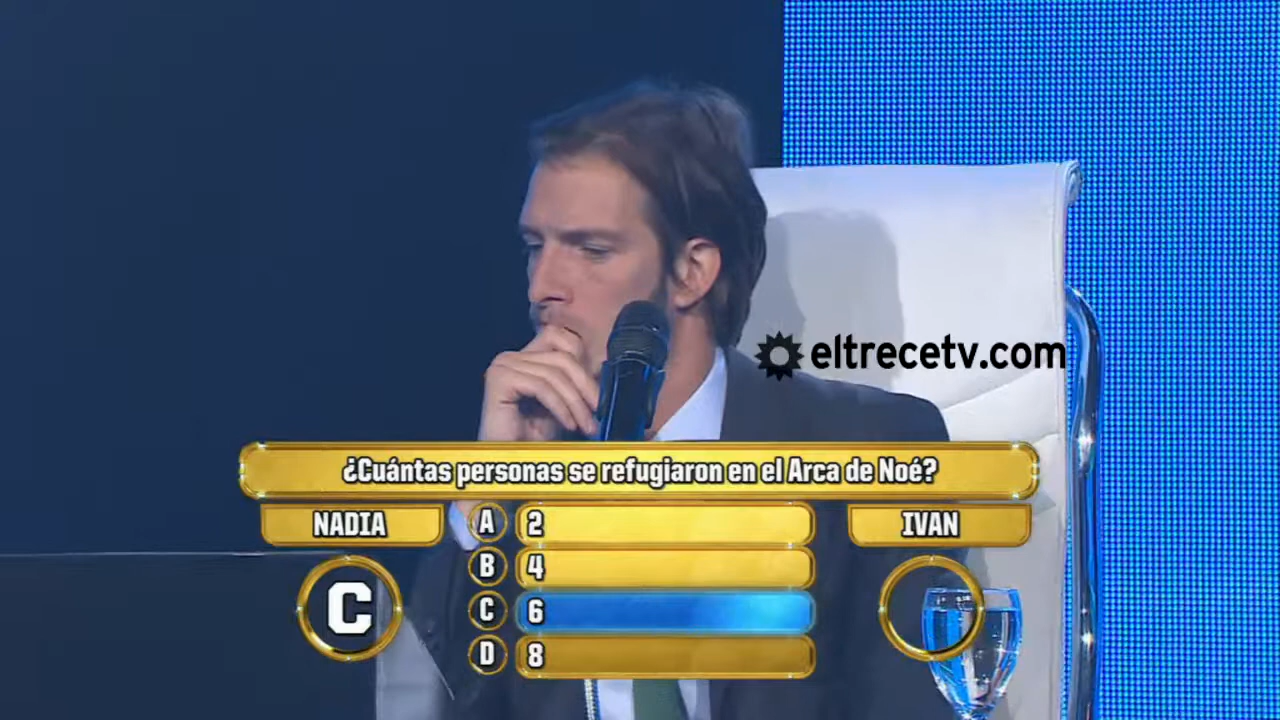 eltrecetv.com
¿Cuántas personas se refugiaron en el Arca de Noé?
NADIA
C
A 2
B 4
C 6
D 8
IVAN